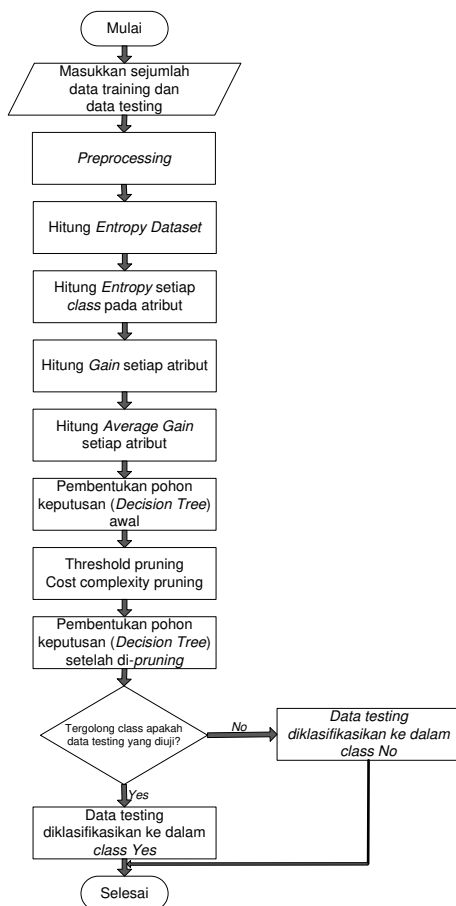 Mulai
Masukkan sejumlah
data training dan
data testing
Preprocessing
Hitung Entropy Dataset
Hitung Entropy setiap
class pada atribut
Hitung Gain setiap atribut
Hitung Average Gain
setiap atribut
Pembentukan pohon
keputusan (Decision Tree)
awal
Threshold pruning
Cost complexity pruning
Pembentukan pohon
keputusan (Decision Tree)
setelah di-pruning
Tergolong class apakah
data testing yang diuji?
No
Data testing
diklasifikasikan ke dalam
class No
Yes
Data testing
diklasifikasikan ke dalam
class Yes
Selesai